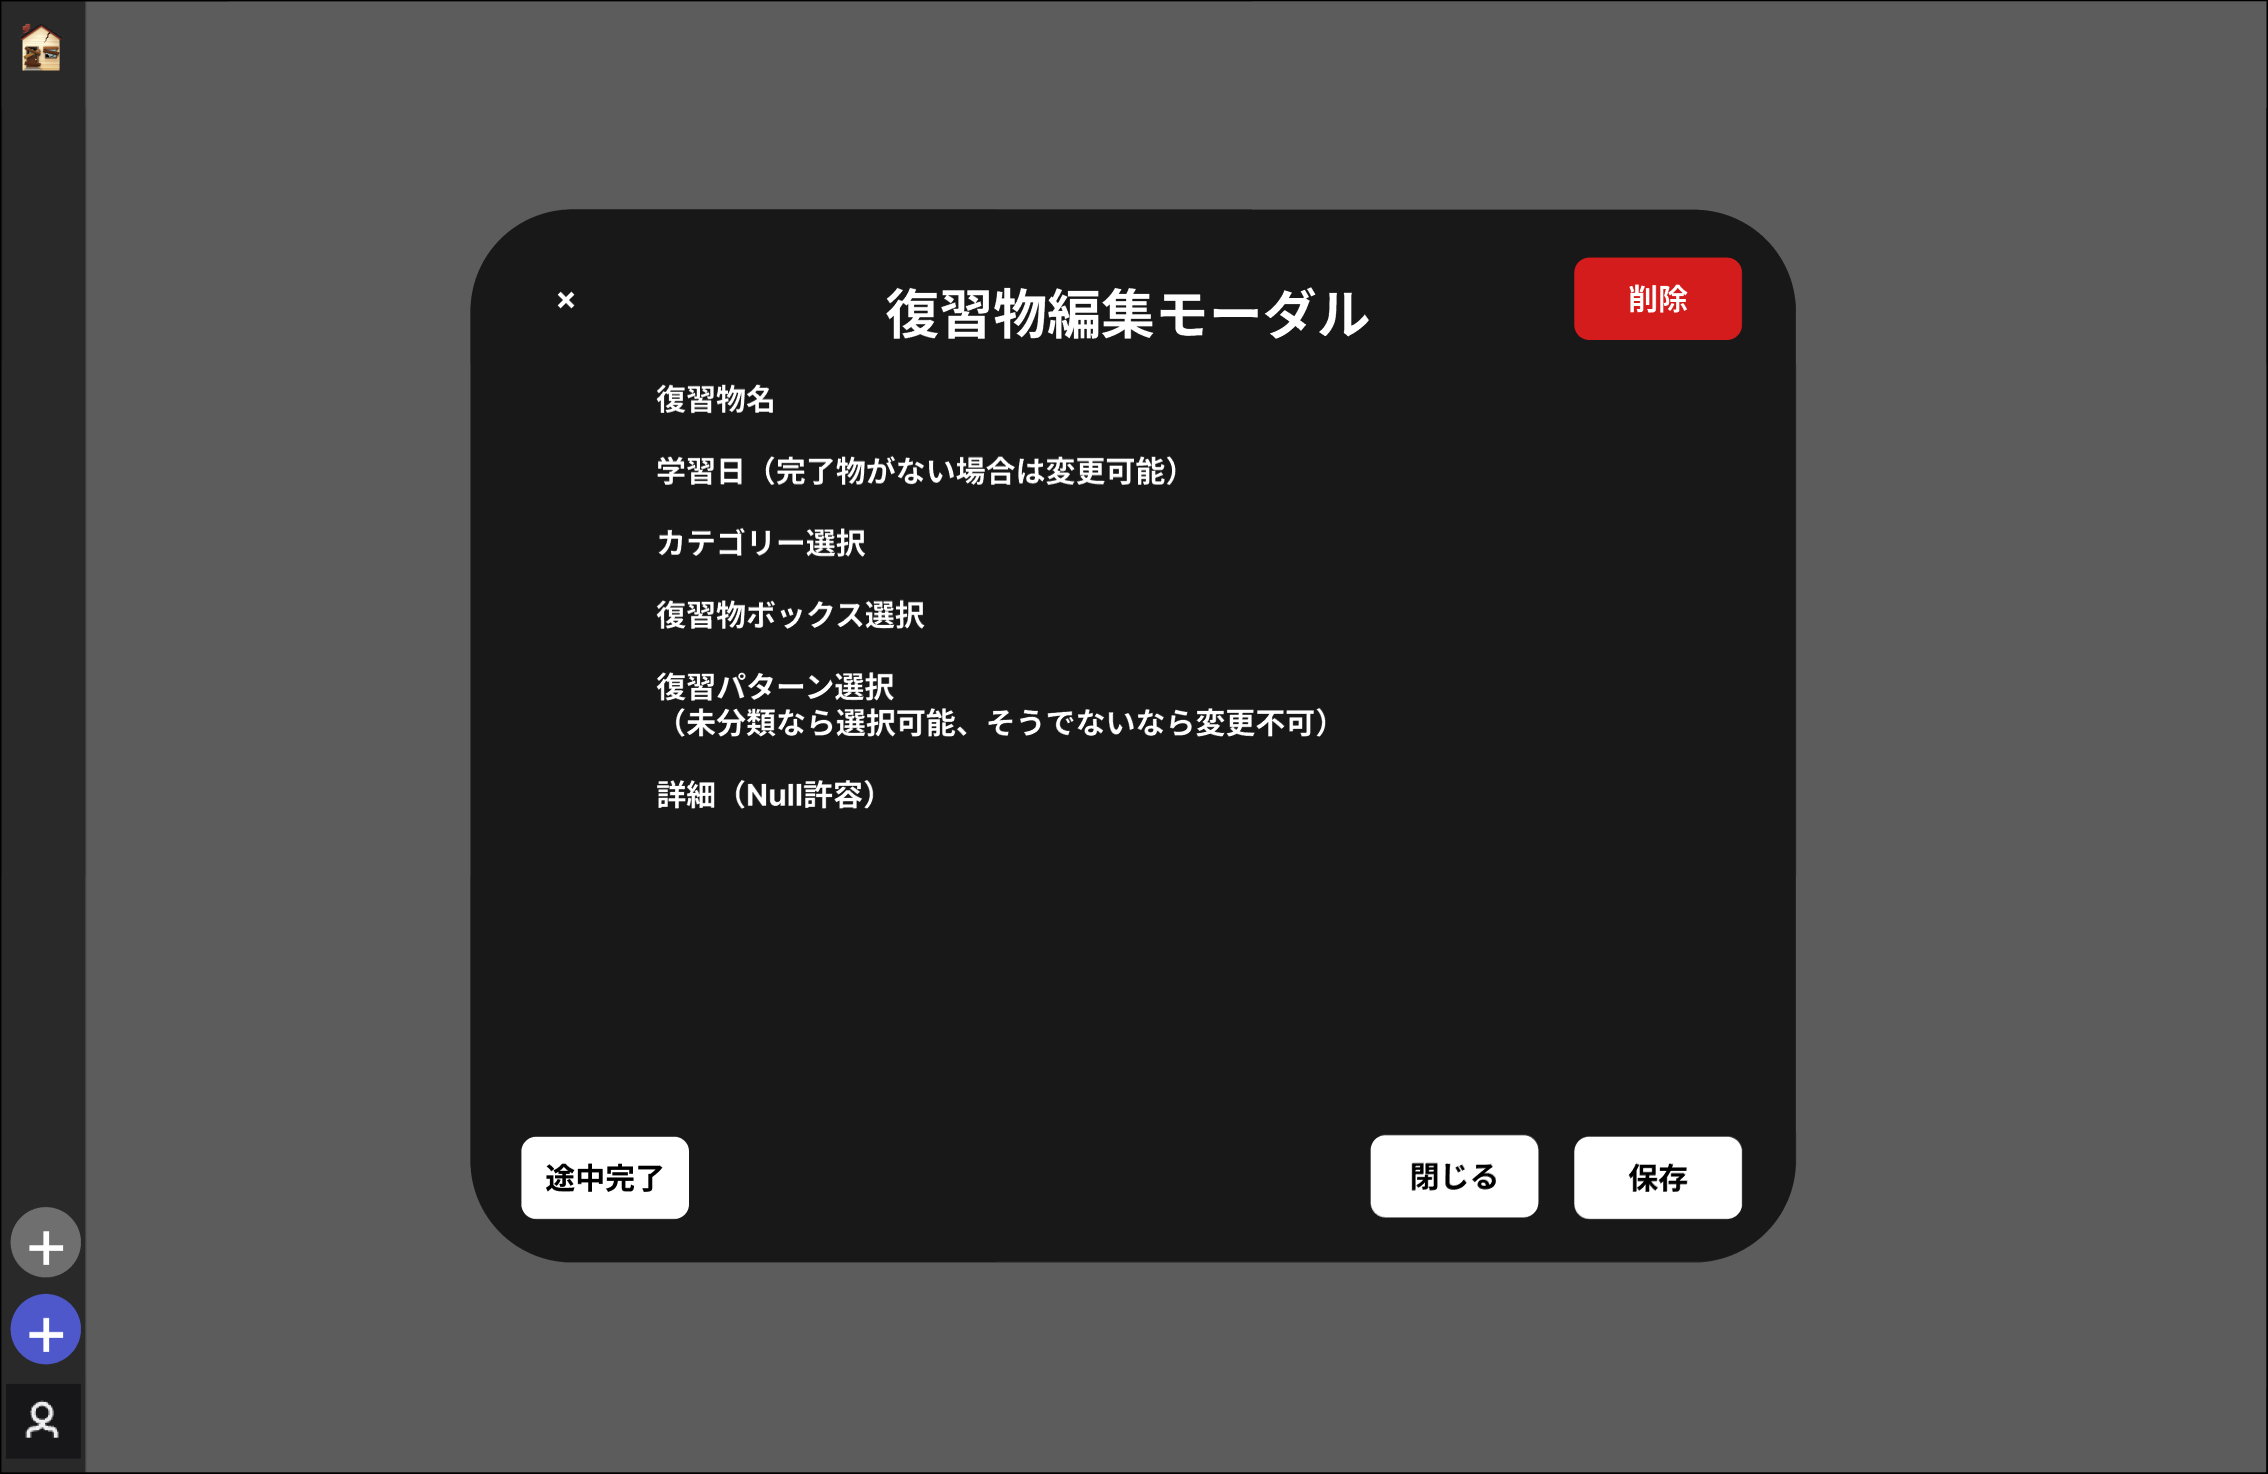 ×
復習物編集モーダル
削除
復習物名
学習日（完了物がない場合は変更可能）
カテゴリー選択
復習物ボックス選択
復習パターン選択
（未分類なら選択可能、そうでないなら変更不可）
詳細（Null許容）
途中完了
閉じる
保存